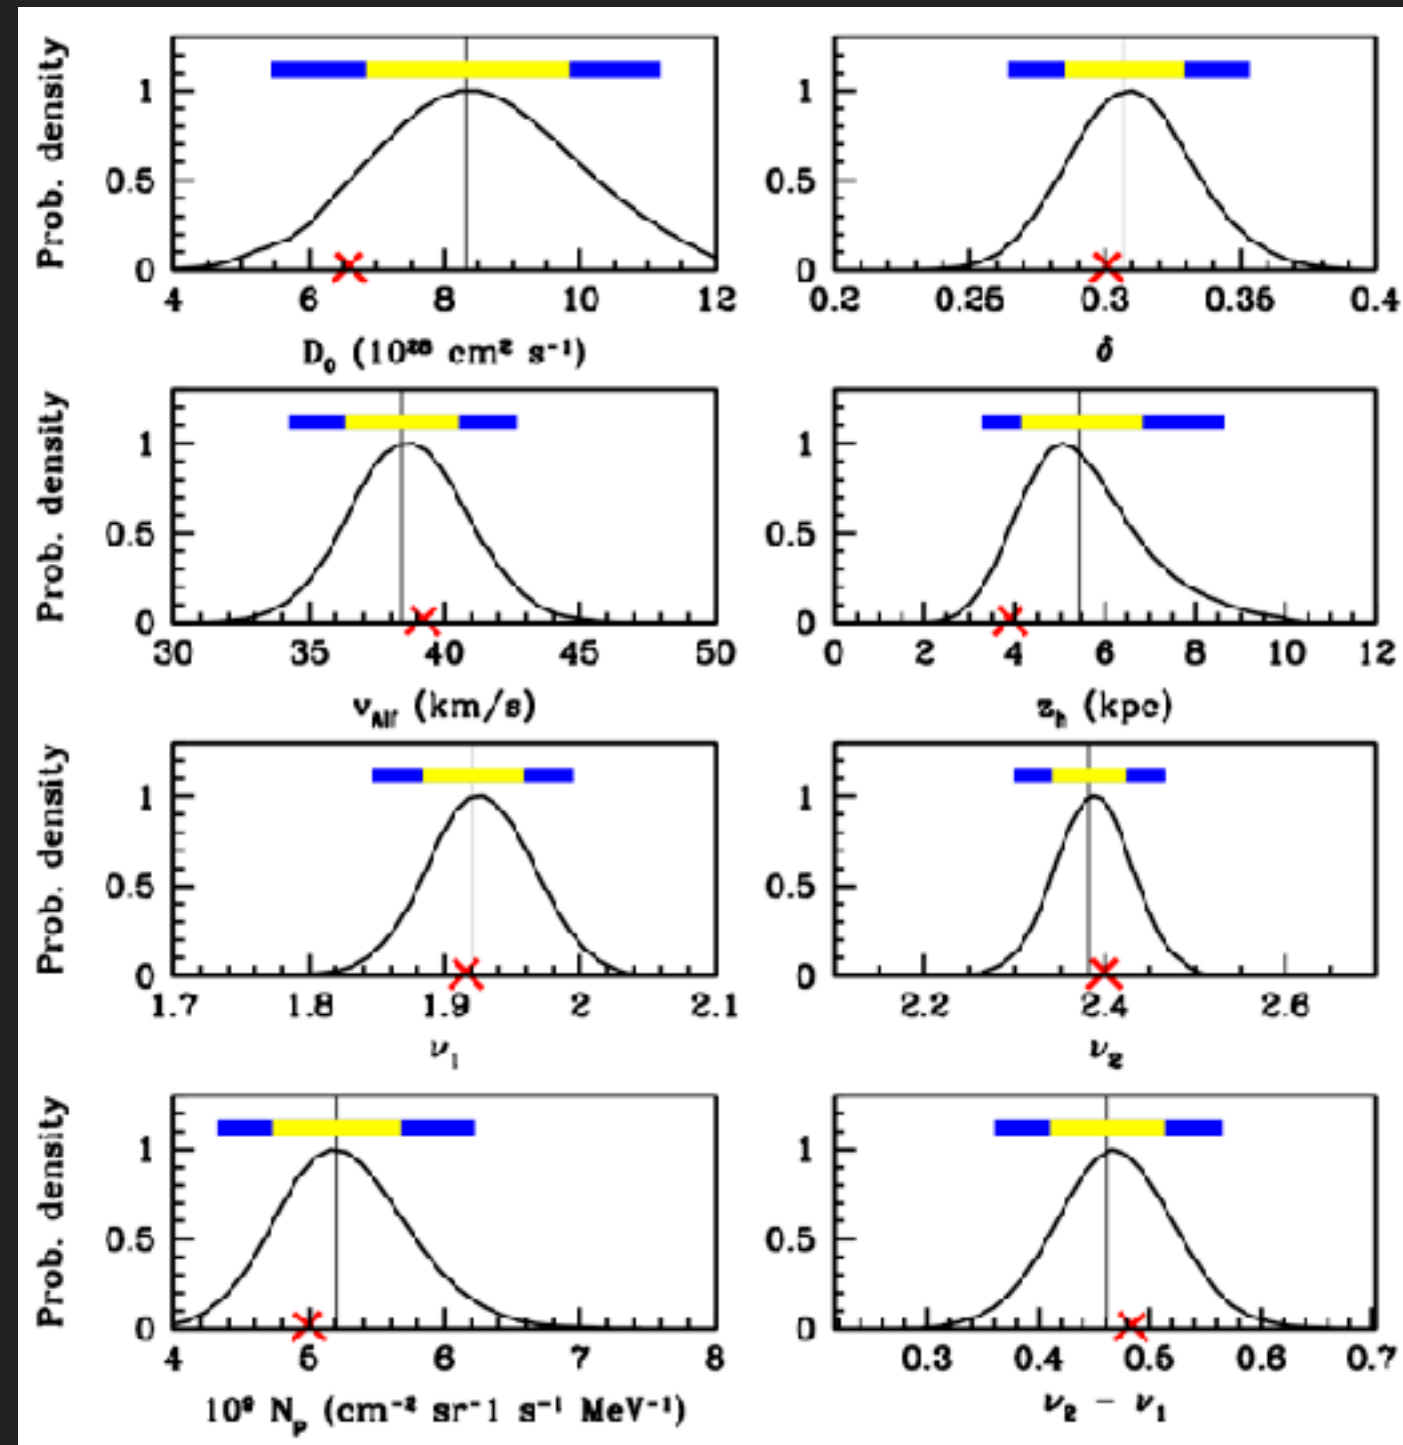 Prob. density
1
0.5
0
4 6 8 10 12
D₀ (10²⁸ cm² s⁻¹)
1
0.5
0
0.2 0.25 0.3 0.35 0.4
δ
Prob. density
1
0.5
0
30 35 40 45 50
v_Alf (km/s)
1
0.5
0
0 2 4 6 8 10 12
z_h (kpc)
Prob. density
1
0.5
0
1.7 1.8 1.9 2 2.1
ν₁
1
0.5
0
2.2 2.4 2.6
ν₂
Prob. density
1
0.5
0
4 5 6 7 8
10⁹ N_p (cm⁻² sr⁻1 s⁻¹ MeV⁻¹)
1
0.5
0
0.3 0.4 0.5 0.6 0.7
ν₂ − ν₁